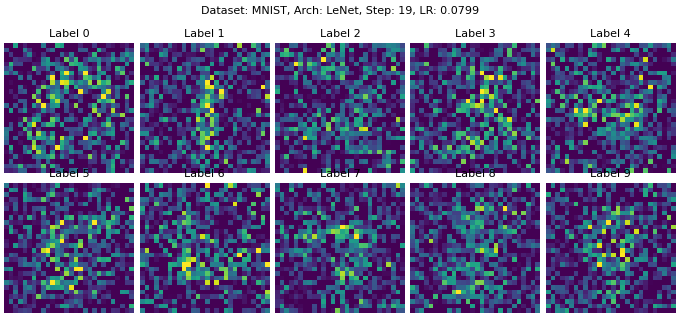 Dataset: MNIST, Arch: LeNet, Step: 19, LR: 0.0799
Label 0
Label 1
Label 2
Label 3
Label 4
Label 5
Label 6
Label 7
Label 8
Label 9